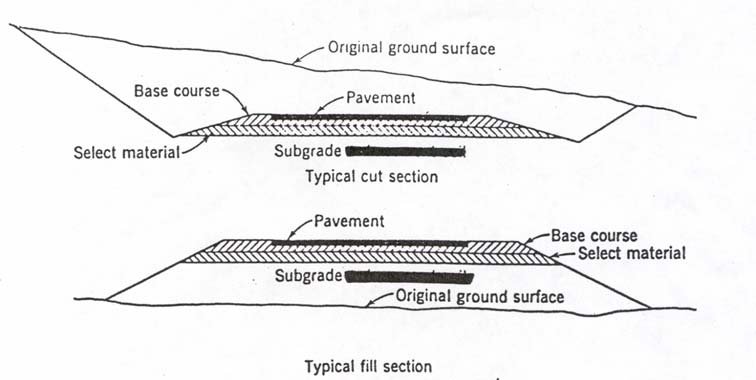 Original ground surface
Base course
Pavement
Select material
Subgrade
Typical cut section
Pavement
Base course
Select material
Subgrade
Original ground surface
Typical fill section